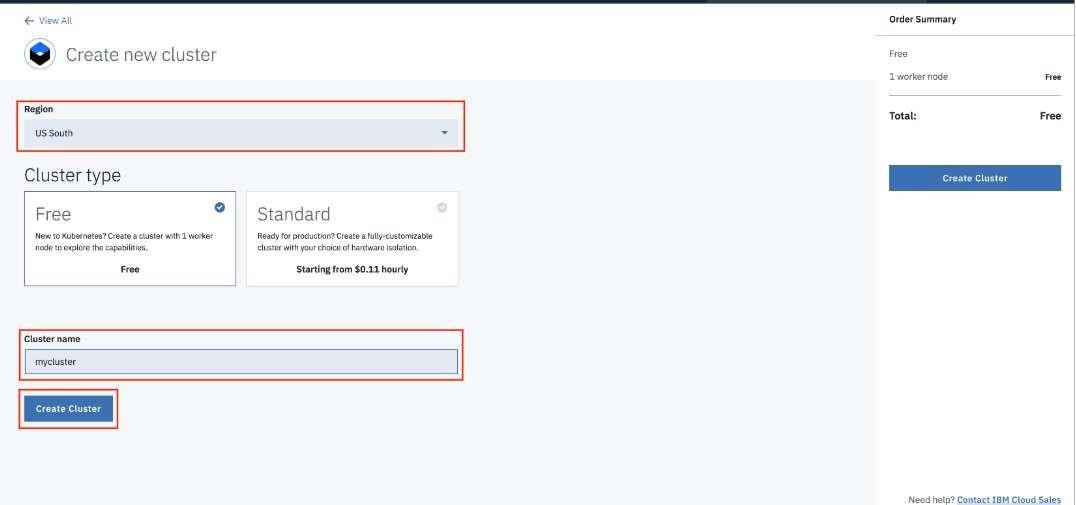 View All
Create new cluster
Region
US South
Cluster type
Free
New to Kubernetes? Create a cluster with 1 worker
node to explore the capabilities.
Free
Standard
Ready for production? Create a fully-customizable
cluster with your choice of hardware isolation.
Starting from $0.11 hourly
Cluster name
mycluster
Create Cluster
Order Summary
Free
1 worker node Free
Total: Free
Create Cluster
Need help? Contact IBM Cloud Sales